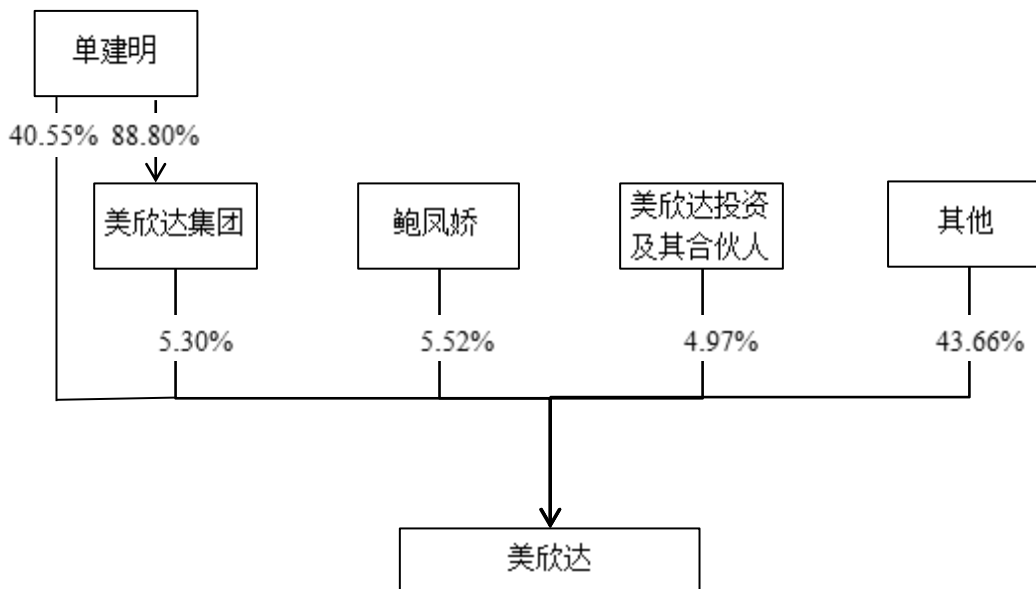 单建明
40.55% 88.80%
美欣达集团
鲍凤娇
美欣达投资
及其合伙人
其他
5.30%
5.52%
4.97%
43.66%
美欣达